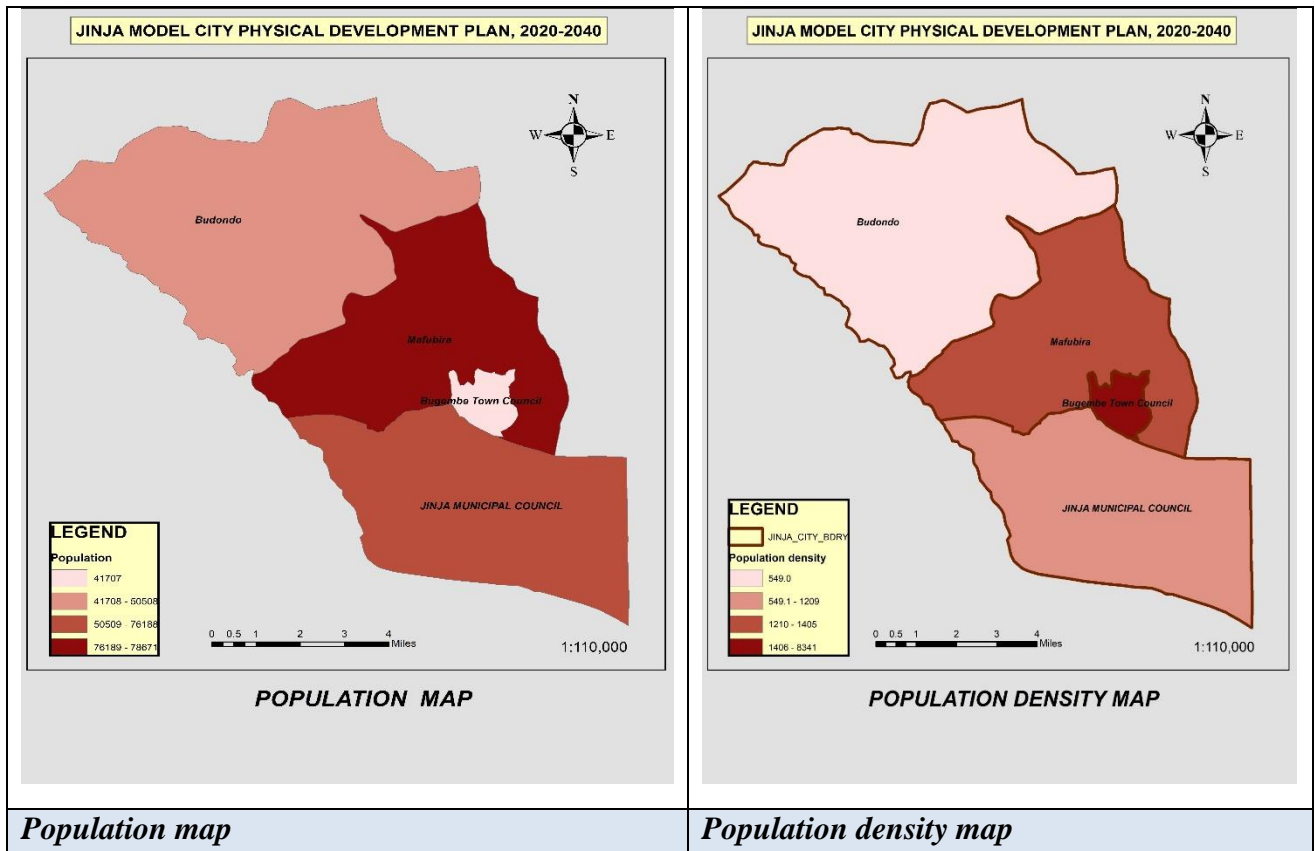 JINJA MODEL CITY PHYSICAL DEVELOPMENT PLAN, 2020-2040
N
W E
S
Budondo
Mafubira
Bugembe Town Council
JINJA MUNICIPAL COUNCIL
LEGEND
Population
41707
41708 - 50508
50509 - 76188
76189 - 78671
0 0.5 1 2 3 4
Miles
1:110,000
POPULATION MAP
Population map
JINJA MODEL CITY PHYSICAL DEVELOPMENT PLAN, 2020-2040
N
W E
S
Budondo
Mafubira
Bugembe Town Council
JINJA MUNICIPAL COUNCIL
LEGEND
JINJA_CITY_BDRY
Population density
549.0
549.1 - 1209
1210 - 1405
1406 - 8341
0 0.5 1 2 3 4
Miles
1:110,000
POPULATION DENSITY MAP
Population density map